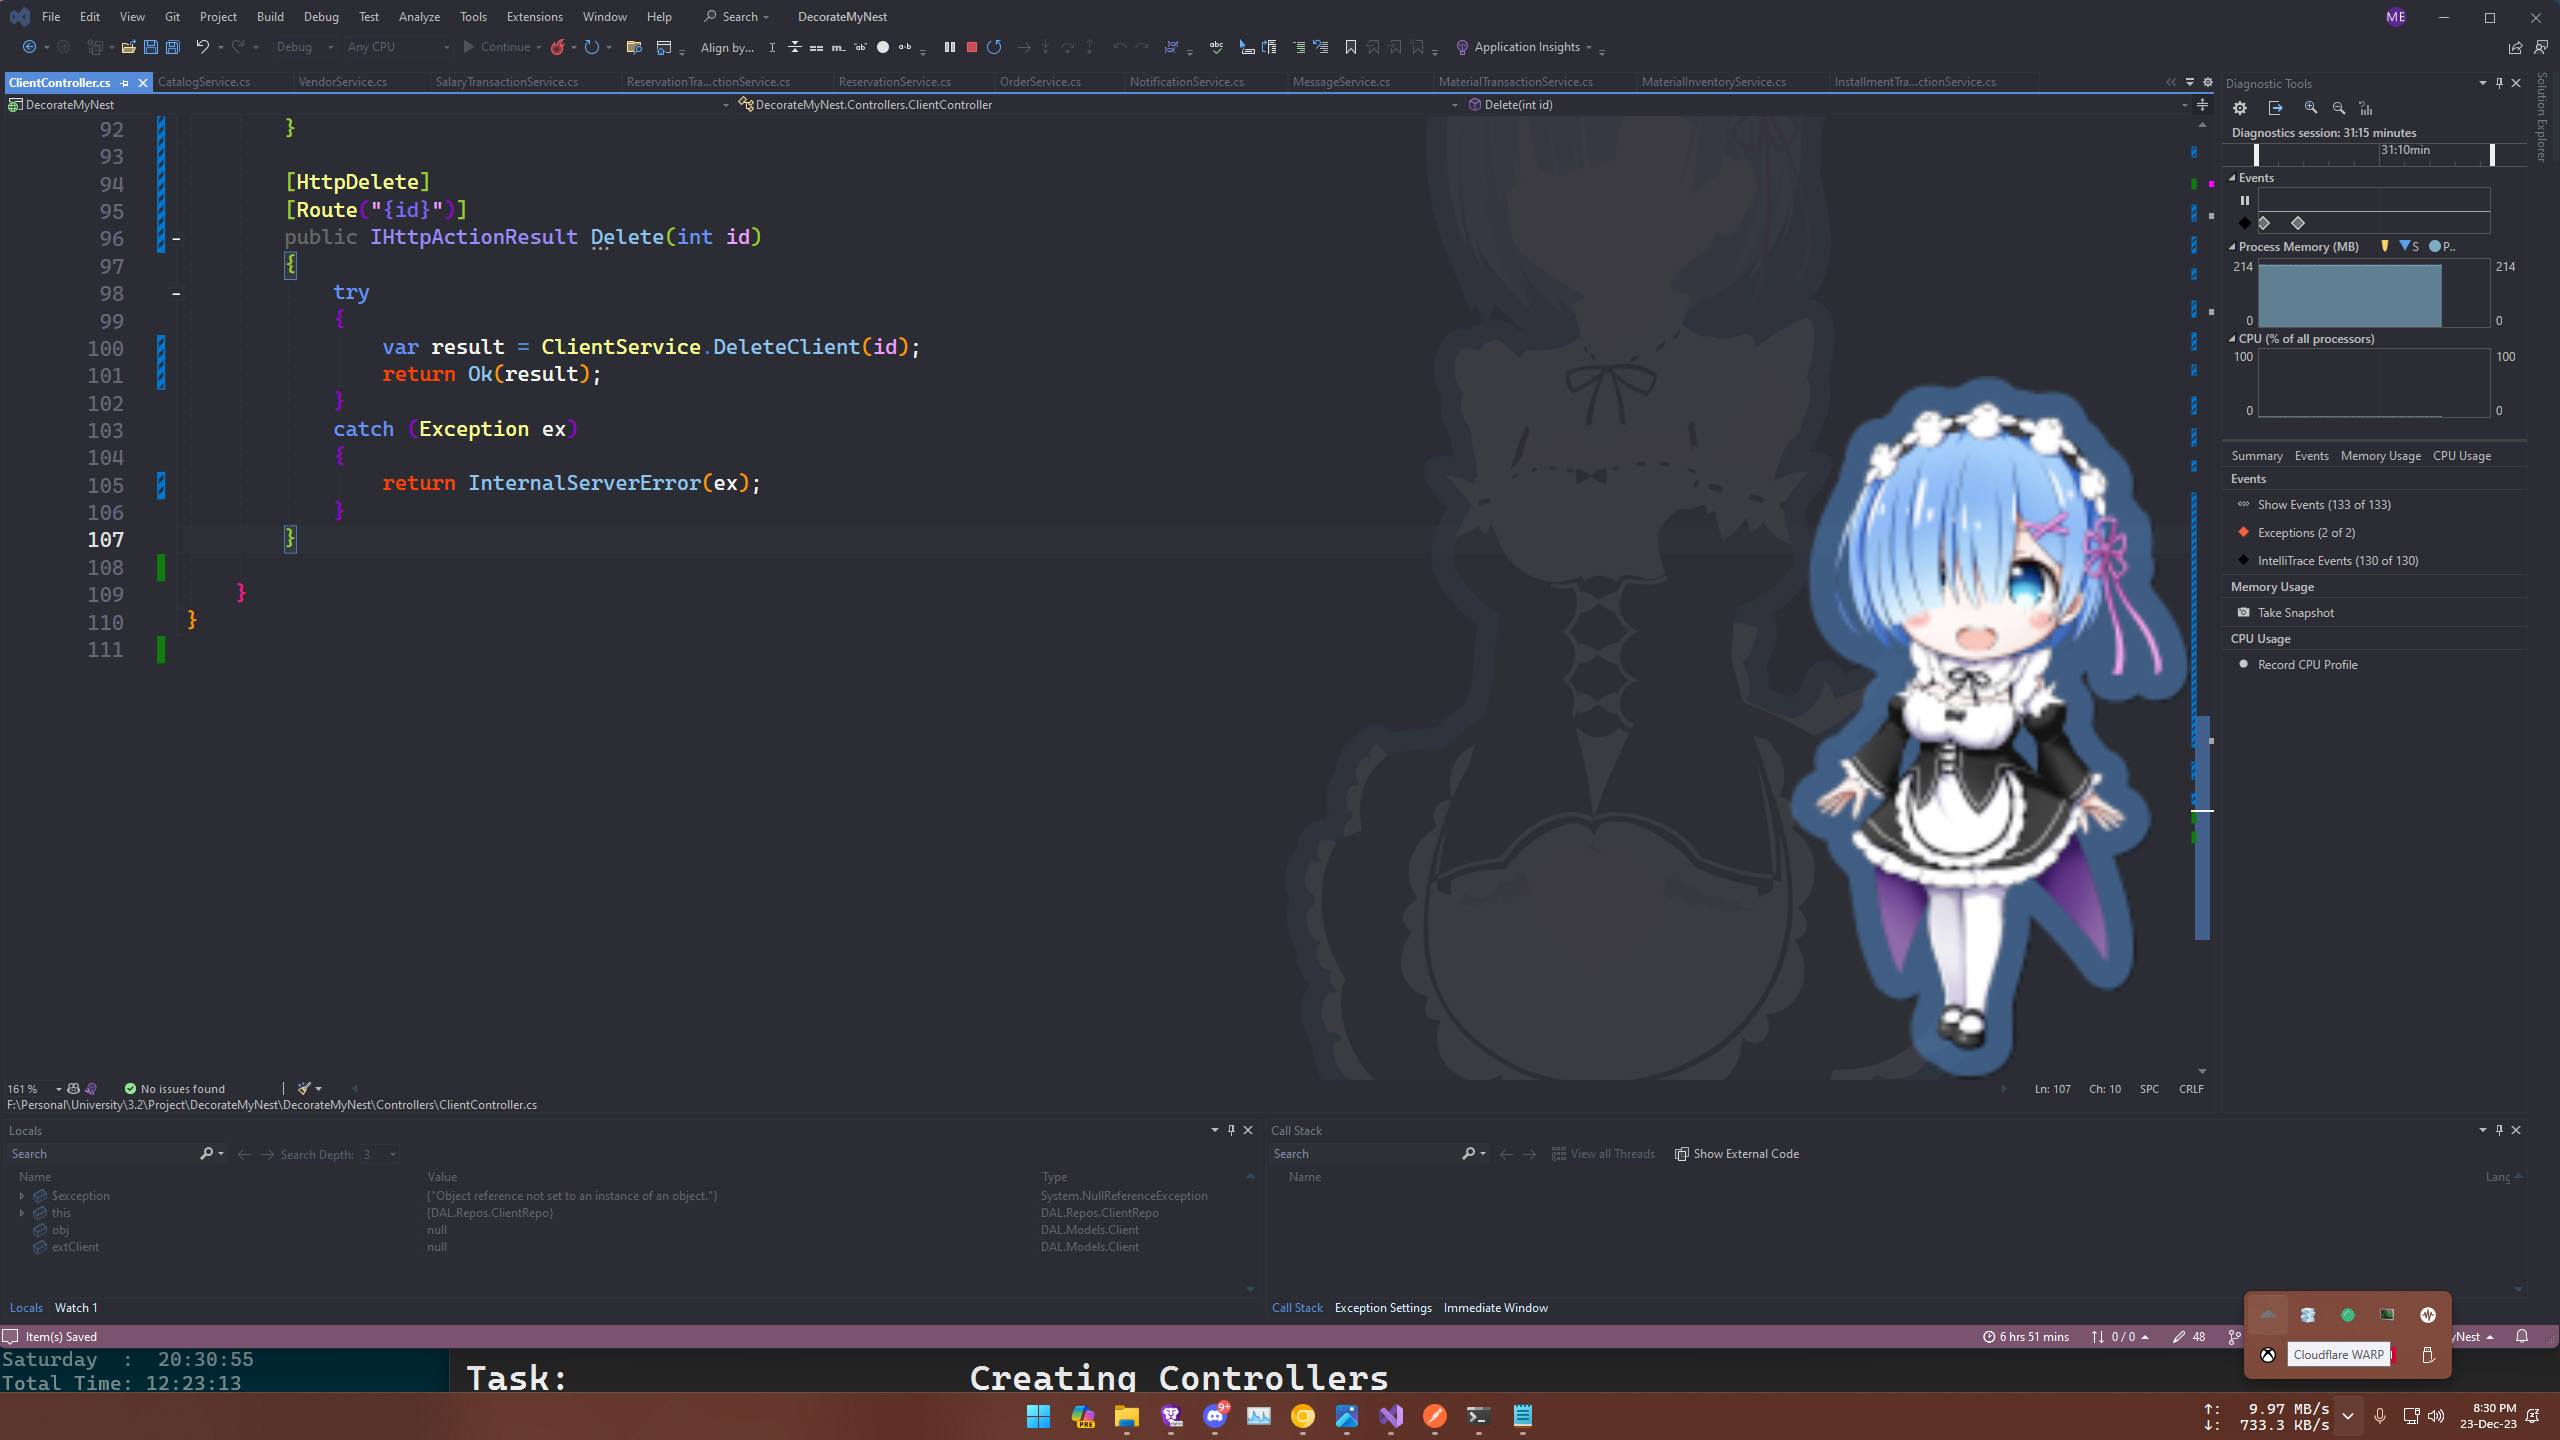 File Edit View Git Project Build Debug Test Analyze Tools Extensions Window Help Search DecorateMyNest ME
Debug Any CPU Continue Align by... Application Insights
ClientController.cs CatalogService.cs VendorService.cs SalaryTransactionService.cs ReservationTra...ctionService.cs ReservationService.cs OrderService.cs NotificationService.cs MessageService.cs MaterialTransactionService.cs MaterialInventoryService.cs InstallmentTra...ctionService.cs
DecorateMyNest DecorateMyNest.Controllers.ClientController Delete(int id)
92 }
93
94 [HttpDelete]
95 [Route("{id}")]
96 public IHttpActionResult Delete(int id)
97 {
98 try
99 {
100 var result = ClientService.DeleteClient(id);
101 return Ok(result);
102 }
103 catch (Exception ex)
104 {
105 return InternalServerError(ex);
106 }
107 }
108
109 }
110 }
111
Diagnostic Tools
Solution Explorer
Diagnostics session: 31:15 minutes
31:10min
Events
Process Memory (MB) S P..
214 214
0 0
CPU (% of all processors)
100 100
0 0
Summary Events Memory Usage CPU Usage
Events
Show Events (133 of 133)
Exceptions (2 of 2)
IntelliTrace Events (130 of 130)
Memory Usage
Take Snapshot
CPU Usage
Record CPU Profile
161 % No issues found Ln: 107 Ch: 10 SPC CRLF
F:\Personal\University\3.2\Project\DecorateMyNest\DecorateMyNest\Controllers\ClientController.cs
Locals
Search Search Depth: 3
Name Value Type
$exception {"Object reference not set to an instance of an object."} System.NullReferenceException
this {DAL.Repos.ClientRepo} DAL.Repos.ClientRepo
obj null DAL.Models.Client
extClient null DAL.Models.Client
Locals Watch 1
Call Stack
Search View all Threads Show External Code
Name Lang
Call Stack Exception Settings Immediate Window
Item(s) Saved 6 hrs 51 mins 0 / 0 48 yNest
Cloudflare WARP
Saturday : 20:30:55
Total Time: 12:23:13
Task: Creating Controllers
PRE 9+
↑: 9.97 MB/s
↓: 733.3 KB/s
8:30 PM
23-Dec-23